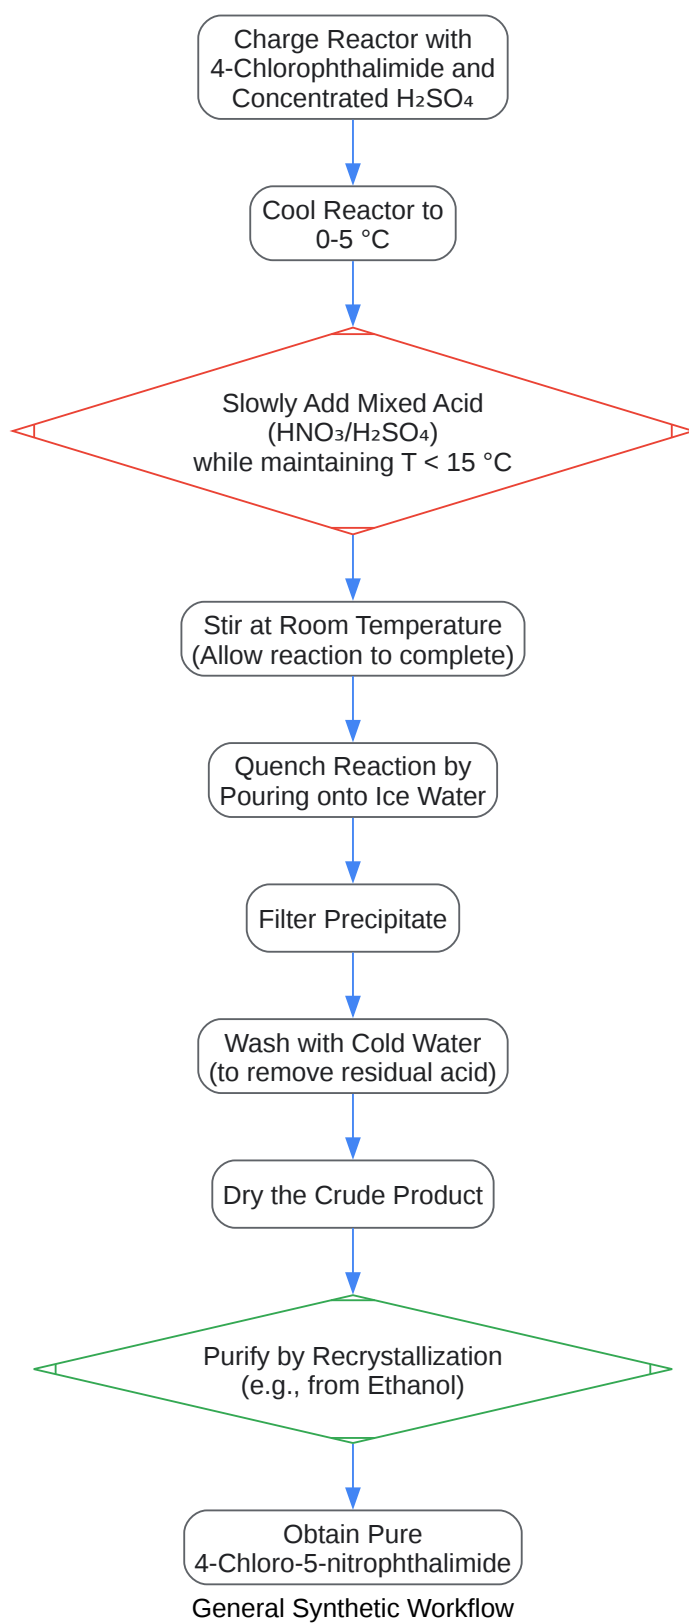 Charge Reactor with
4-Chlorophthalimide and
Concentrated H₂SO₄
Cool Reactor to
0-5 °C
Slowly Add Mixed Acid
(HNO₃/H₂SO₄)
while maintaining T < 15 °C
Stir at Room Temperature
(Allow reaction to complete)
Quench Reaction by
Pouring onto Ice Water
Filter Precipitate
Wash with Cold Water
(to remove residual acid)
Dry the Crude Product
Purify by Recrystallization
(e.g., from Ethanol)
Obtain Pure
4-Chloro-5-nitrophthalimide
General Synthetic Workflow